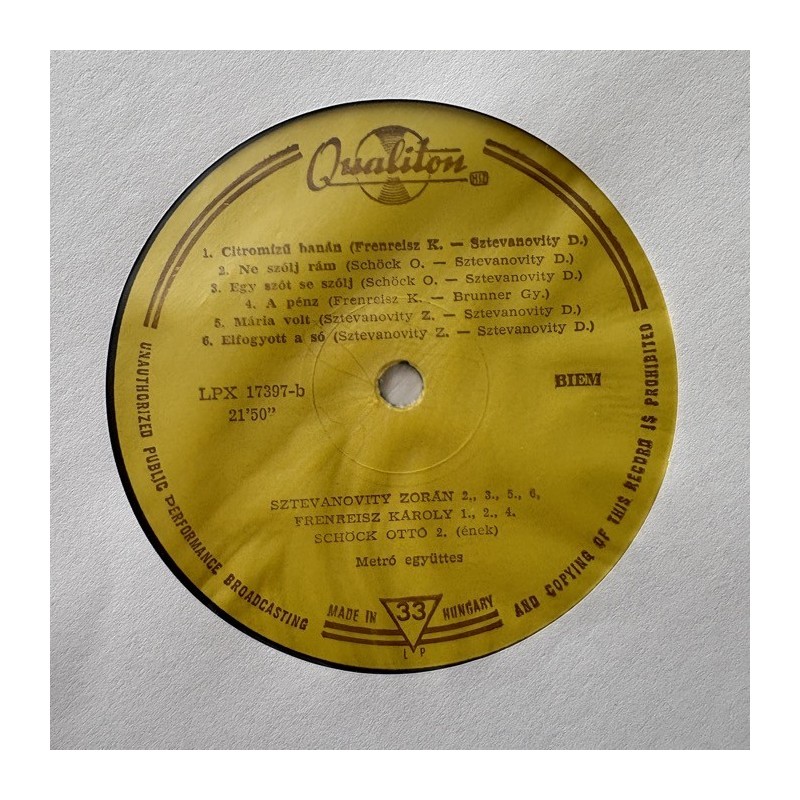 Qualiton
1. Citromízű banán (Frenreisz K. — Sztevanovity D.)
2. Ne szólj rám (Schöck O. — Sztevanovity D.)
3. Egy szót se szólj (Schöck O. — Sztevanovity D.)
4. A pénz (Frenreisz K. — Brunner Gy.)
5. Mária volt (Sztevanovity Z. — Sztevanovity D.)
6. Elfogyott a só (Sztevanovity Z. — Sztevanovity D.)
LPX 17397-b
21'50"
BIEM
SZTEVANOVITY ZORÁN 2., 3., 5., 6,
FRENREISZ KÁROLY 1., 2., 4.
SCHÖCK OTTÓ 2. (ének)
Metró együttes
MADE IN 33 HUNGARY
LP
UNAUTHORIZED PUBLIC PERFORMANCE BROADCASTING
AND COPYING OF THIS RECORD IS PROHIBITED